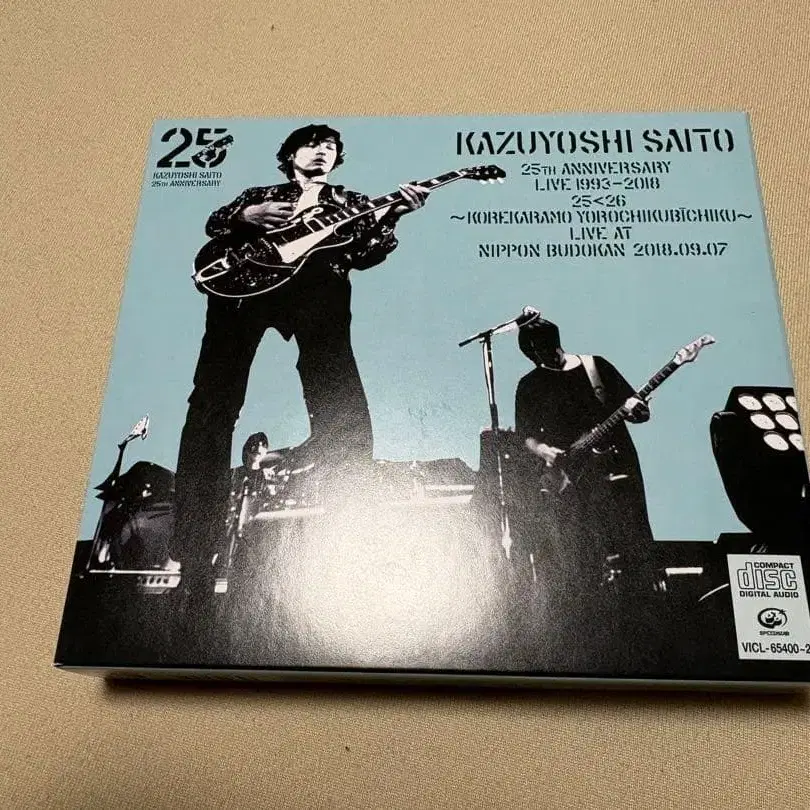 25
KAZUYOSHI SAITO
25TH ANNIVERSARY
KAZUYOSHI SAITO
25TH ANNIVERSARY
LIVE 1993-2018
25<26
~KOREKARAMO YOROCHIKUBĪCHIKU~
LIVE AT
NIPPON BUDOKAN 2018.09.07
COMPACT
disc
DIGITAL AUDIO
SPEEDSTAR
VICL-65400~2